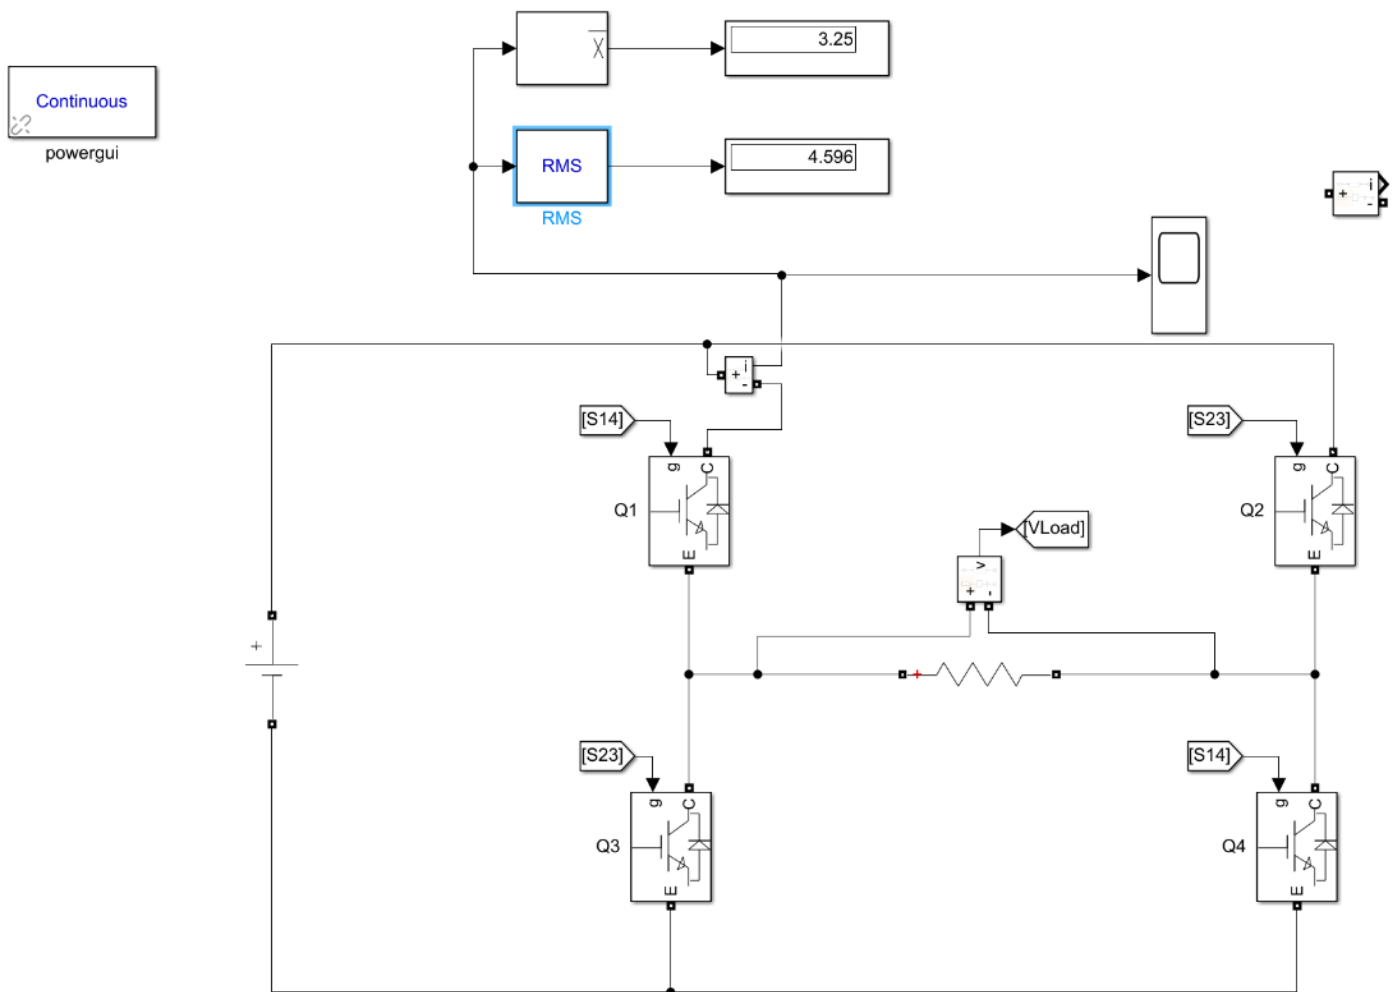 3.25
Continuous
powergui
RMS
4.596
RMS
+ i -
+ i -
[S14]
[S23]
g C
g C
Q1
Q2
E
E
[VLoad]
v
+ -
+
+
[S23]
[S14]
g C
g C
Q3
Q4
E
E